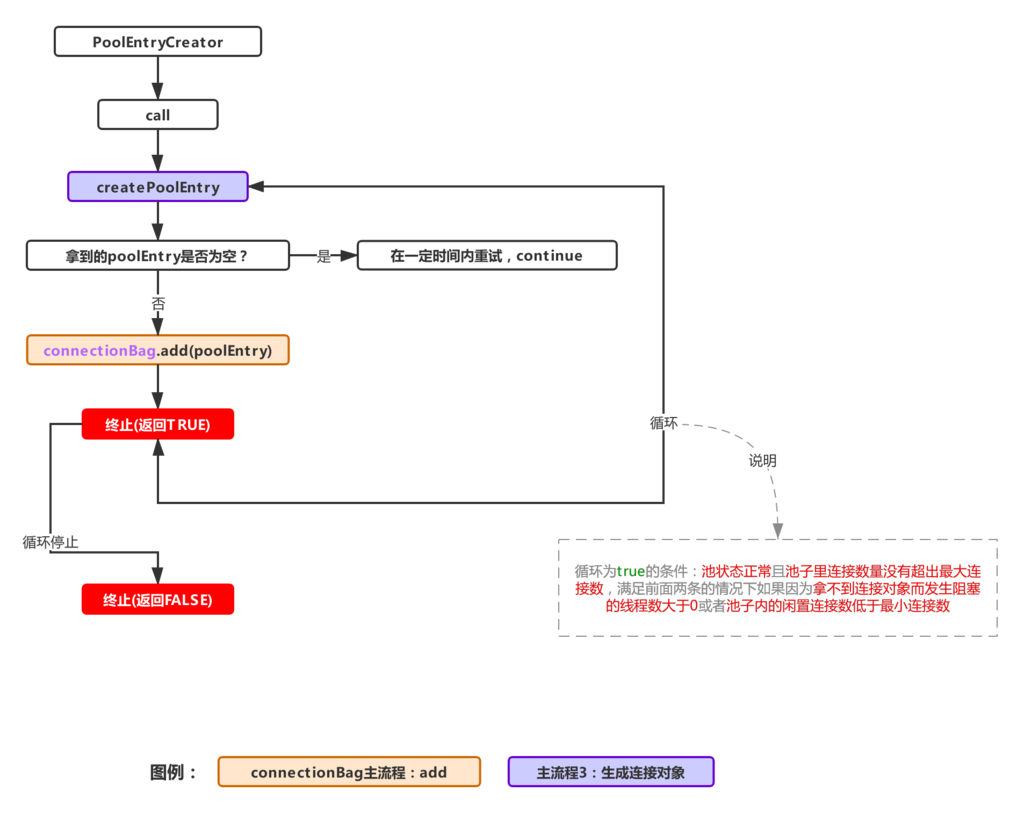 PoolEntryCreator
call
createPoolEntry
拿到的poolEntry是否为空？
是
在一定时间内重试，continue
否
connectionBag.add(poolEntry)
终止(返回TRUE)
循环
说明
循环停止
循环为true的条件：池状态正常且池子里连接数量没有超出最大连
接数，满足前面两条的情况下如果因为拿不到连接对象而发生阻塞
的线程数大于0或者池子内的闲置连接数低于最小连接数
终止(返回FALSE)
图例：
connectionBag主流程：add
主流程3：生成连接对象